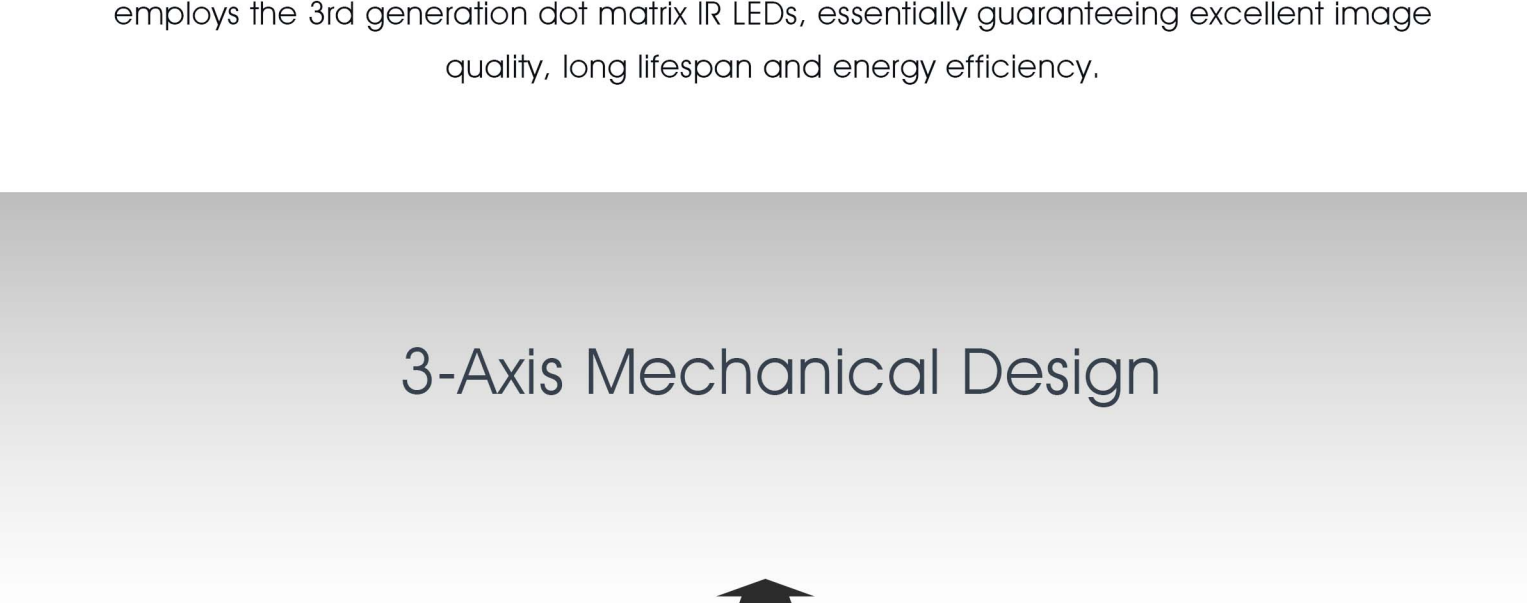 employs the 3rd generation dot matrix IR LEDs, essentially guaranteeing excellent image
quality, long lifespan and energy efficiency.
3-Axis Mechanical Design